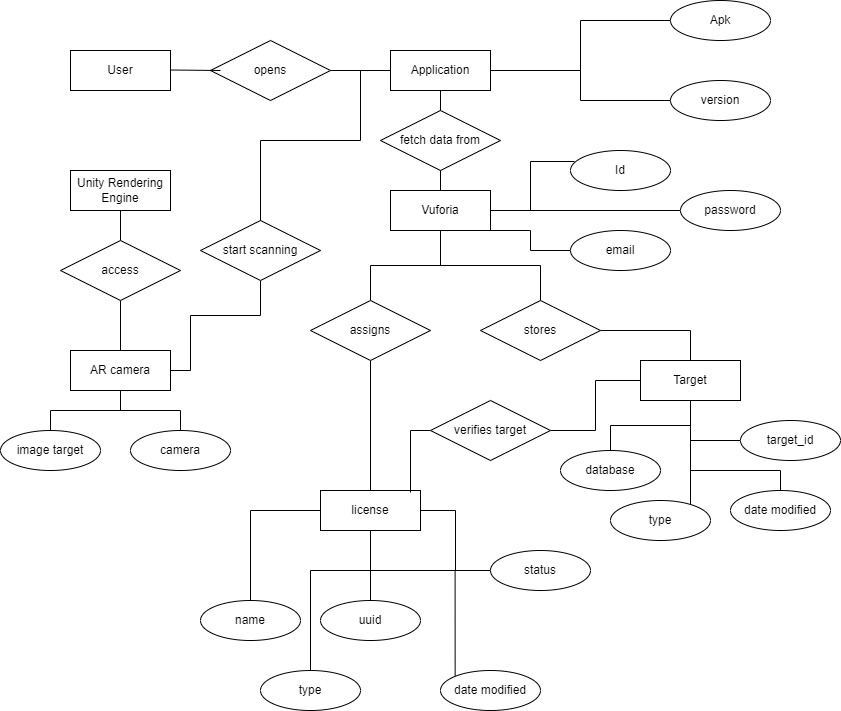 Apk
User
opens
Application
version
fetch data from
Id
Unity Rendering
Engine
Vuforia
password
start scanning
email
access
assigns
stores
AR camera
Target
verifies target
target_id
image target
camera
database
license
type
date modified
status
name
uuid
type
date modified